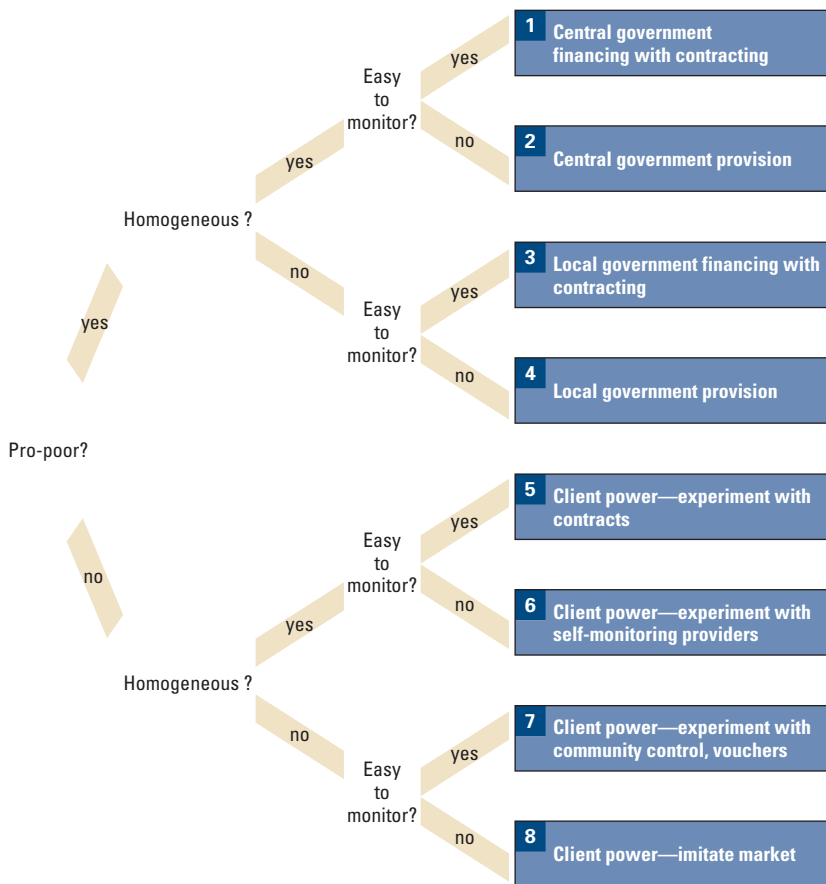 1
Central government
financing with contracting
yes
Easy
to
monitor?
no
2
Central government provision
yes
Homogeneous ?
no
3
Local government financing with
contracting
yes
Easy
to
monitor?
no
4
Local government provision
yes
Pro-poor?
no
5
Client power—experiment with
contracts
yes
Easy
to
monitor?
no
6
Client power—experiment with
self-monitoring providers
yes
Homogeneous ?
no
7
Client power—experiment with
community control, vouchers
yes
Easy
to
monitor?
no
8
Client power—imitate market